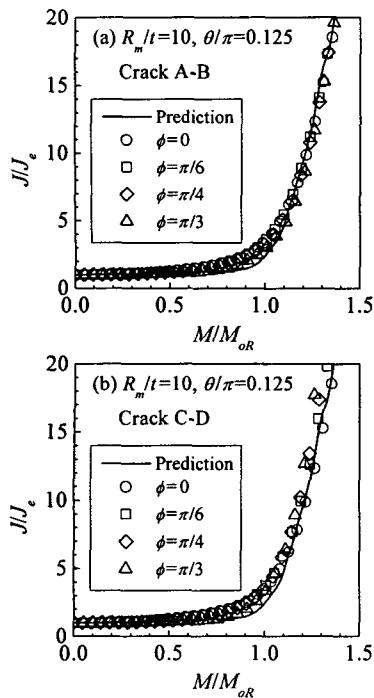 (a) R_m/t=10, θ/π=0.125
Crack A-B
Prediction
ϕ=0
ϕ=π/6
ϕ=π/4
ϕ=π/3
J/J_e
20
15
10
5
0
0.0 0.5 1.0 1.5
M/M_oR
(b) R_m/t=10, θ/π=0.125
Crack C-D
Prediction
ϕ=0
ϕ=π/6
ϕ=π/4
ϕ=π/3
J/J_e
20
15
10
5
0
0.0 0.5 1.0 1.5
M/M_oR